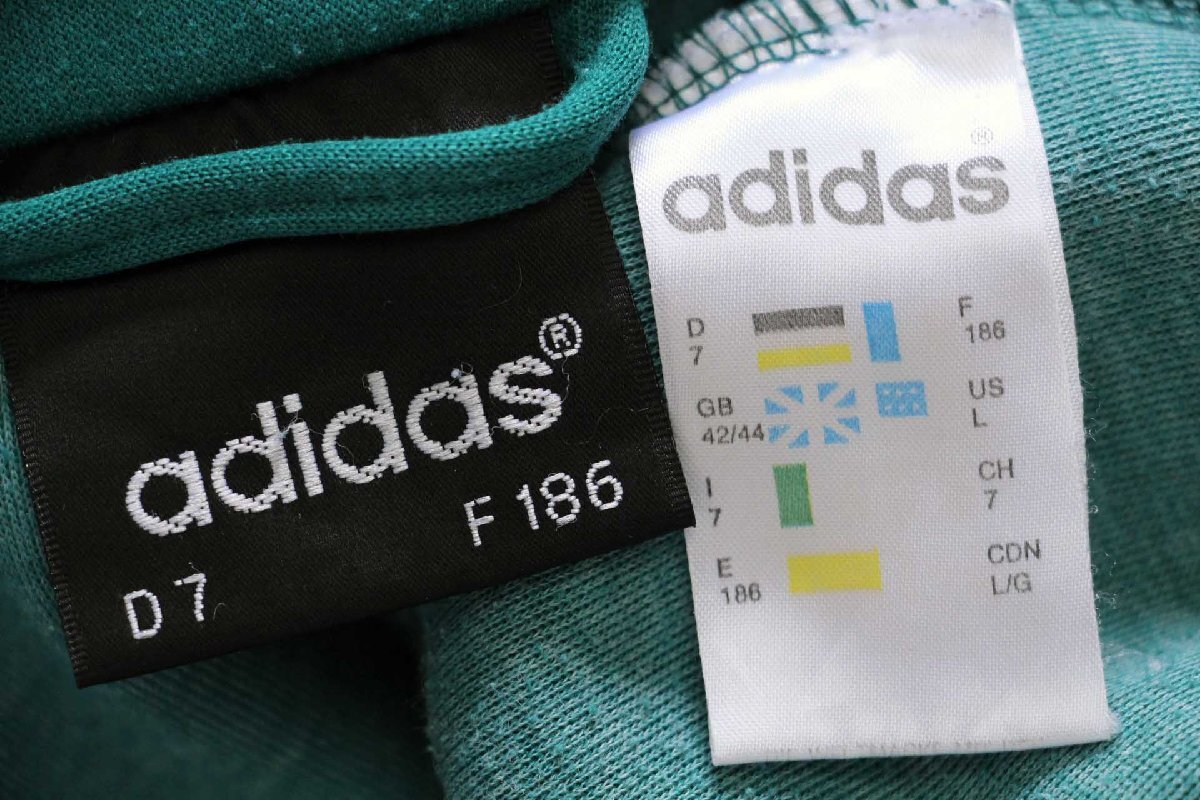 adidas®
F 186
D 7
adidas®
D
7
F
186
GB
42/44
US
L
I
7
CH
7
E
186
CDN
L/G